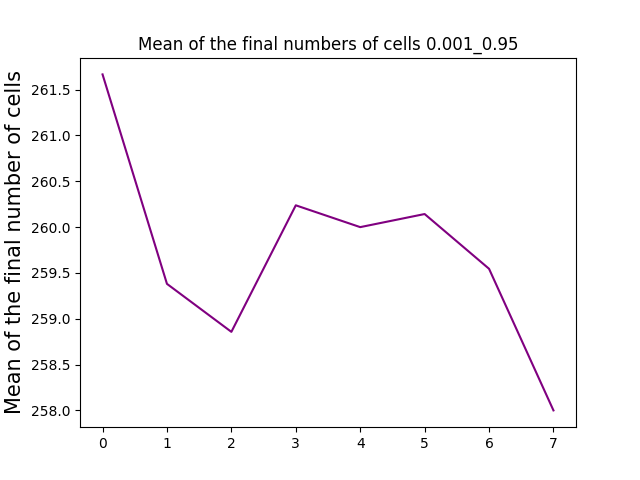 Mean of the final numbers of cells 0.001_0.95
Mean of the final number of cells
261.5
261.0
260.5
260.0
259.5
259.0
258.5
258.0
0 1 2 3 4 5 6 7